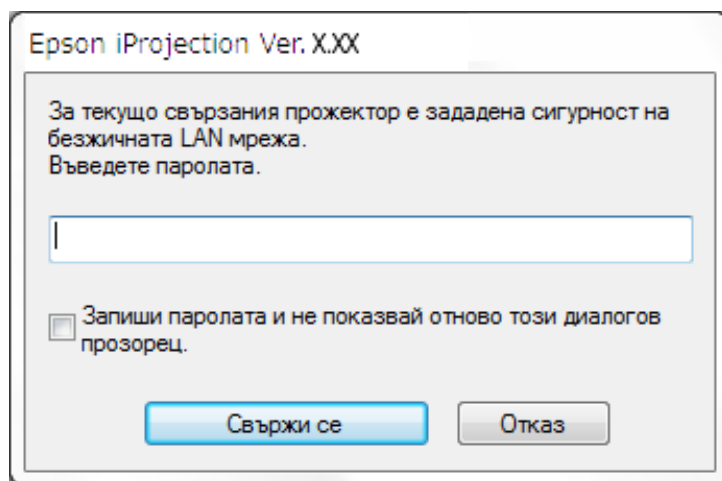 Epson iProjection Ver. X.XX
За текущо свързания прожектор е зададена сигурност на
безжичната LAN мрежа.
Въведете паролата.
Запиши паролата и не показвай отново този диалогов
прозорец.
Свържи се
Отказ